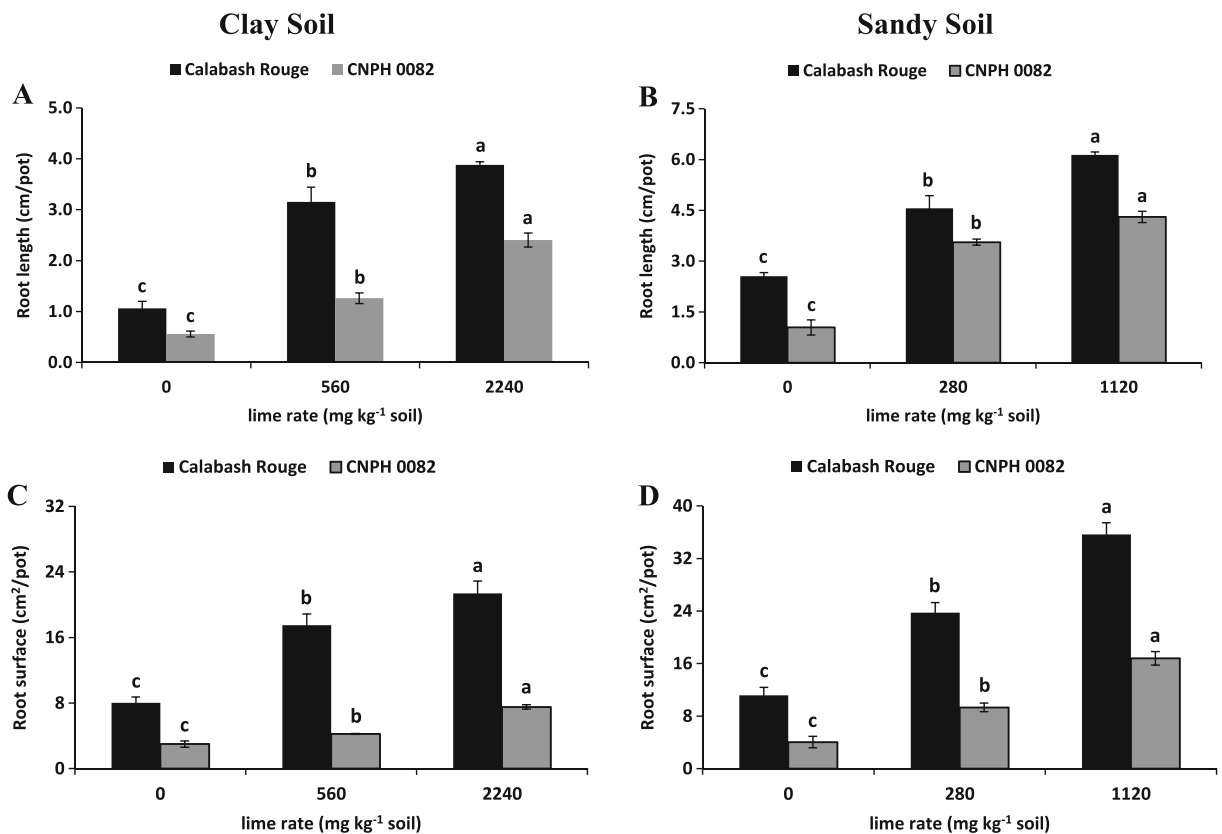 Clay Soil
Sandy Soil
A
Calabash Rouge CNPH 0082
Root length (cm/pot)
5.0
4.0
3.0
2.0
1.0
0.0
c
c
b
b
a
a
0 560 2240
lime rate (mg kg⁻¹ soil)
B
Calabash Rouge CNPH 0082
Root length (cm/pot)
7.5
6.0
4.5
3.0
1.5
0.0
c
c
b
b
a
a
0 280 1120
lime rate (mg kg⁻¹ soil)
C
Calabash Rouge CNPH 0082
Root surface (cm²/pot)
32
24
16
8
0
c
c
b
b
a
a
0 560 2240
lime rate (mg kg⁻¹ soil)
D
Calabash Rouge CNPH 0082
Root surface (cm²/pot)
40
32
24
16
8
0
c
c
b
b
a
a
0 280 1120
lime rate (mg kg⁻¹ soil)